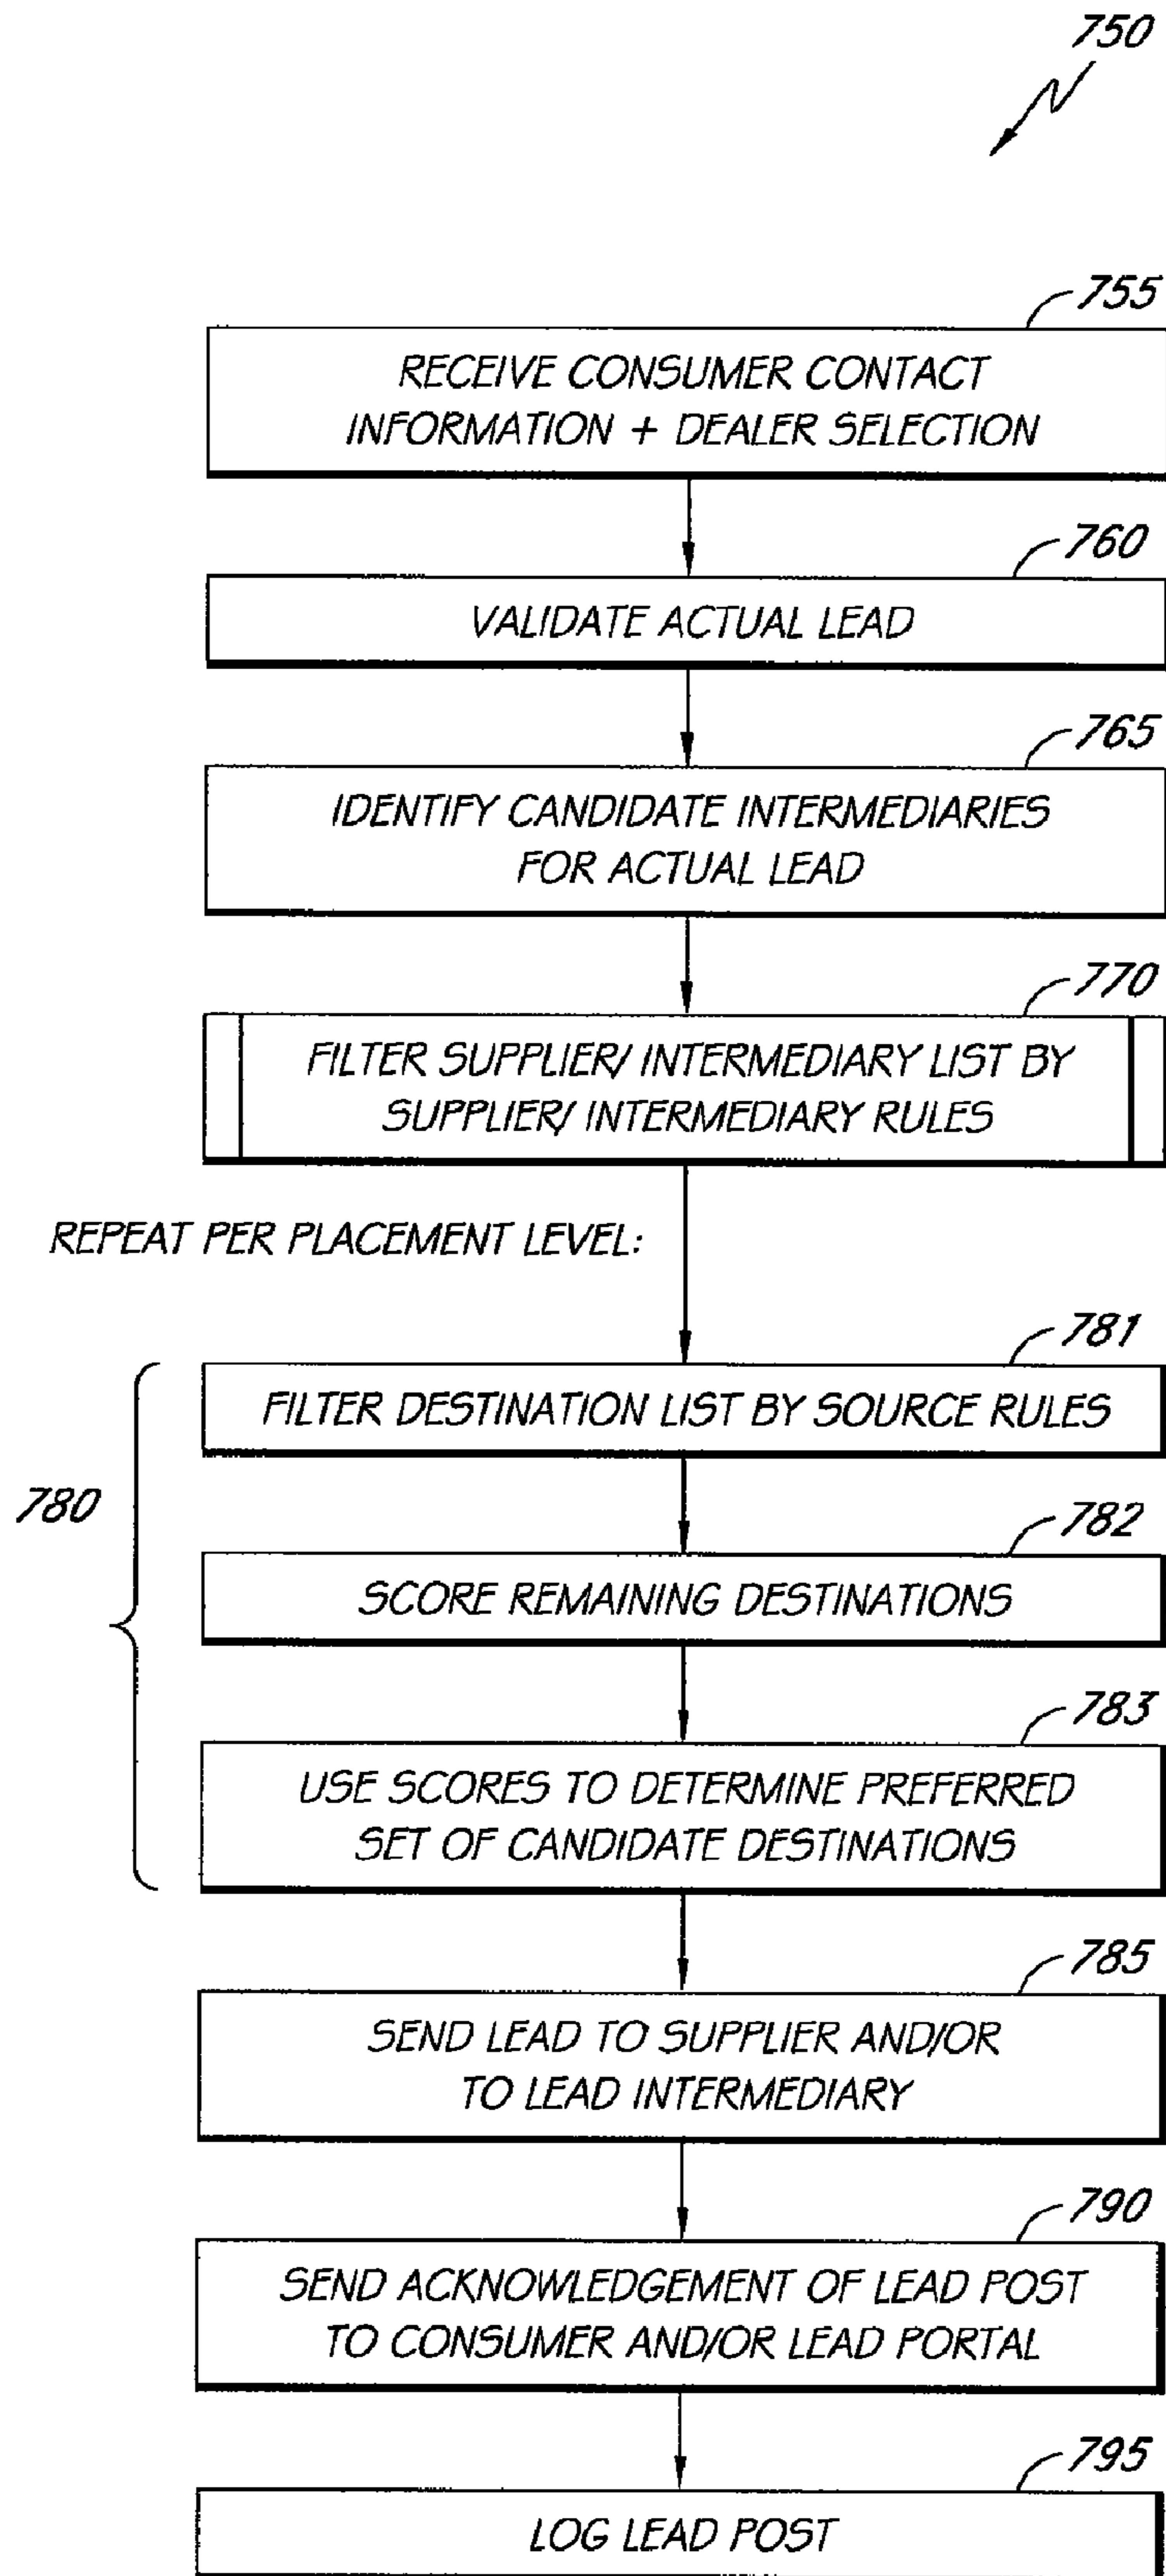 750
755
RECEIVE CONSUMER CONTACT
INFORMATION + DEALER SELECTION
760
VALIDATE ACTUAL LEAD
765
IDENTIFY CANDIDATE INTERMEDIARIES
FOR ACTUAL LEAD
770
FILTER SUPPLIER/ INTERMEDIARY LIST BY
SUPPLIER/ INTERMEDIARY RULES
REPEAT PER PLACEMENT LEVEL:
781
FILTER DESTINATION LIST BY SOURCE RULES
780
782
SCORE REMAINING DESTINATIONS
783
USE SCORES TO DETERMINE PREFERRED
SET OF CANDIDATE DESTINATIONS
785
SEND LEAD TO SUPPLIER AND/OR
TO LEAD INTERMEDIARY
790
SEND ACKNOWLEDGEMENT OF LEAD POST
TO CONSUMER AND/OR LEAD PORTAL
795
LOG LEAD POST